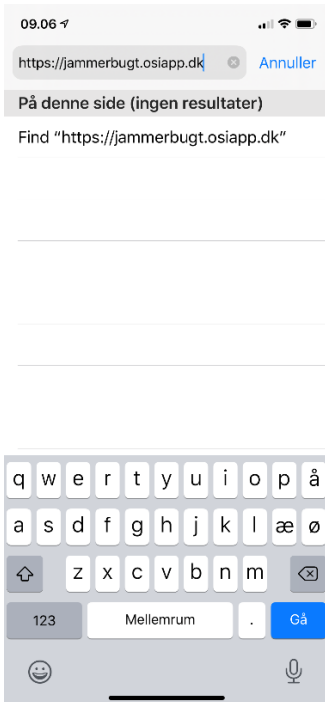 09.06
https://jammerbugt.osiapp.dk Annuller
På denne side (ingen resultater)
Find “https://jammerbugt.osiapp.dk”
q w e r t y u i o p å
a s d f g h j k l æ ø
z x c v b n m
123 Mellemrum . Gå